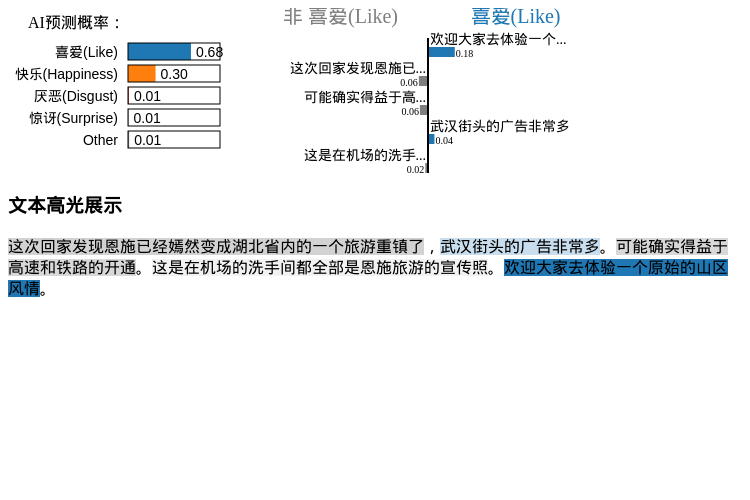 AI预测概率：
喜爱(Like) 0.68
快乐(Happiness) 0.30
厌恶(Disgust) 0.01
惊讶(Surprise) 0.01
Other 0.01
非 喜爱(Like) 喜爱(Like)
欢迎大家去体验一个...
0.18
这次回家发现恩施已...
0.06
可能确实得益于高...
0.06
武汉街头的广告非常多
0.04
这是在机场的洗手...
0.02
文本高光展示
这次回家发现恩施已经嫣然变成湖北省内的一个旅游重镇了，武汉街头的广告非常多。可能确实得益于
高速和铁路的开通。这是在机场的洗手间都全部是恩施旅游的宣传照。欢迎大家去体验一个原始的山区
风情。